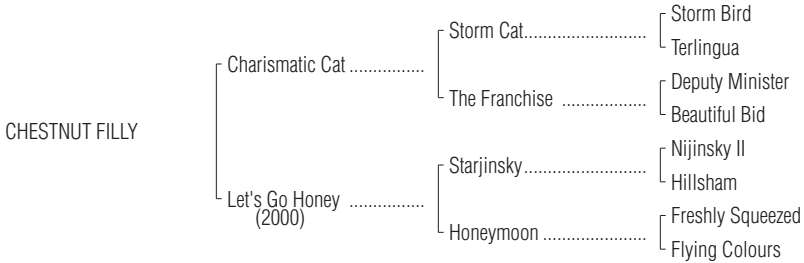 Storm Bird
Storm Cat..........................
Terlingua
Charismatic Cat ................
Deputy Minister
The Franchise ..................
Beautiful Bid
CHESTNUT FILLY
Nijinsky II
Starjinsky..........................
Hillsham
Let's Go Honey ................
(2000)
Freshly Squeezed
Honeymoon ......................
Flying Colours